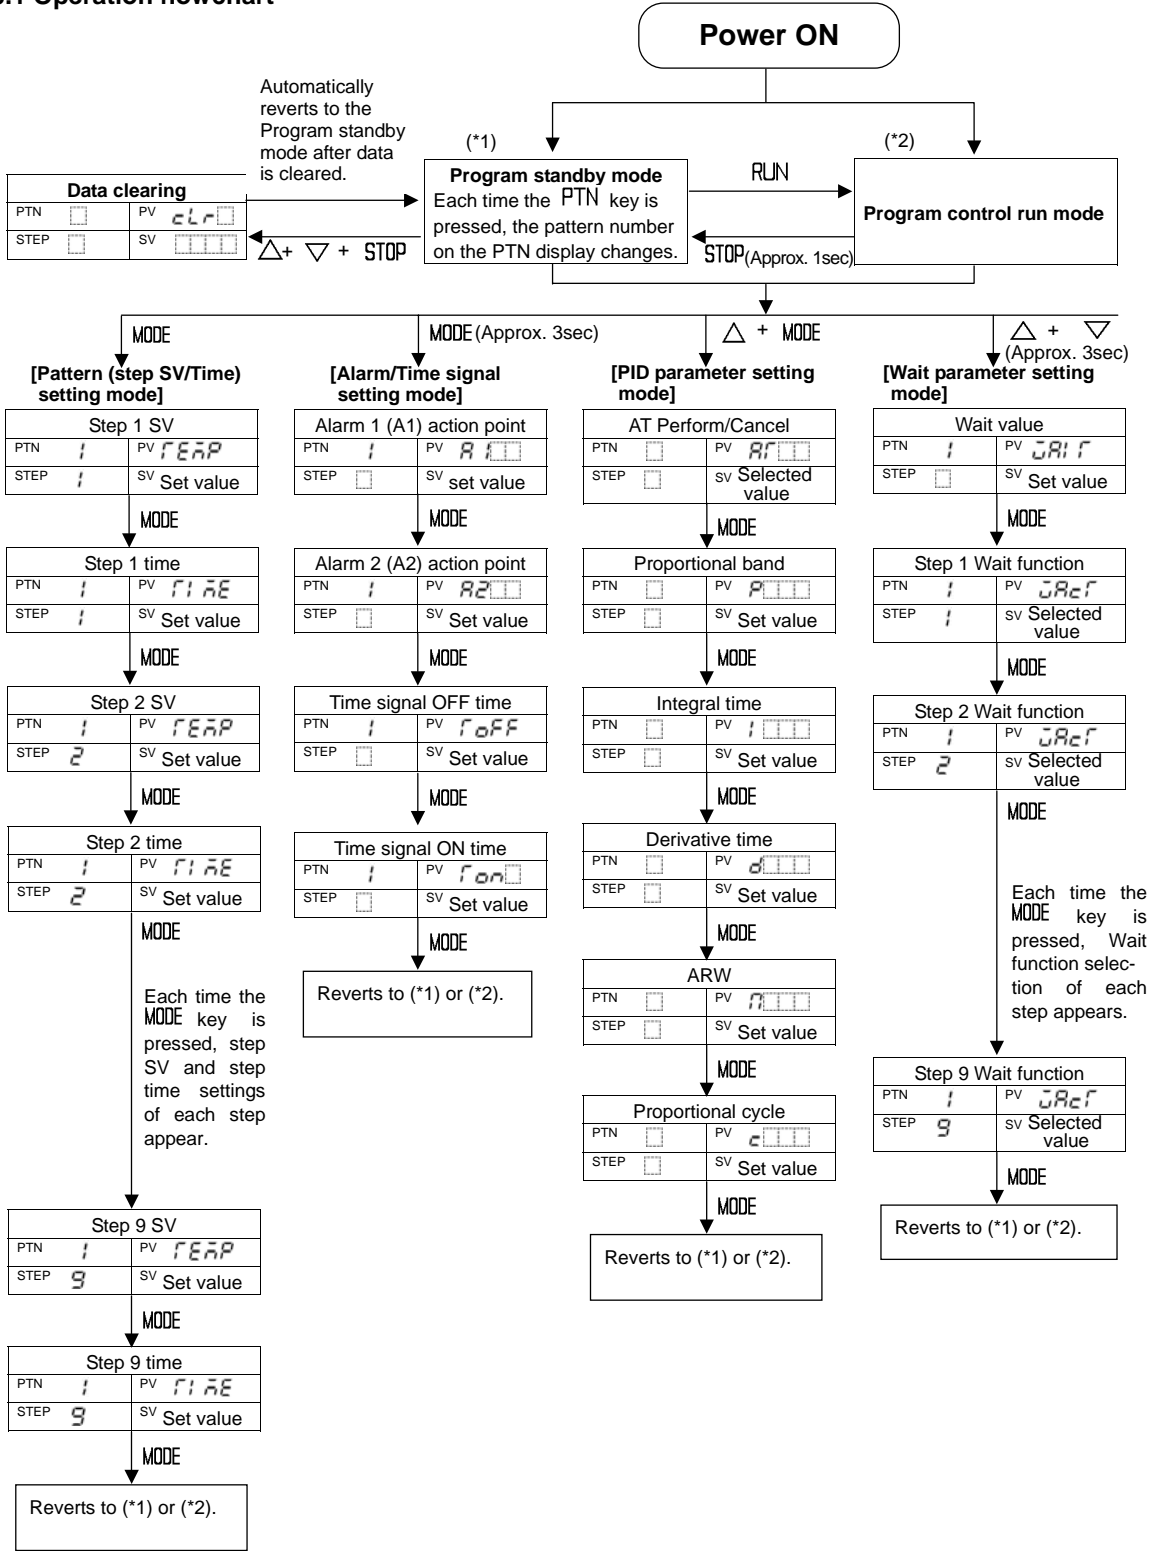 Power ON
Automatically
reverts to the
Program standby
mode after data
is cleared.
(*1)
(*2)
Data clearing
PTN PV cLr
STEP SV
△+ ▽ + STOP
Program standby mode
Each time the PTN key is
pressed, the pattern number
on the PTN display changes.
RUN
STOP(Approx. 1sec)
Program control run mode
MODE
MODE (Approx. 3sec)
△ + MODE
△ + ▽
(Approx. 3sec)
[Pattern (step SV/Time)
setting mode]
Step 1 SV
PTN 1 PV TEMP
STEP 1 SV Set value
MODE
Step 1 time
PTN 1 PV TIME
STEP 1 SV Set value
MODE
Step 2 SV
PTN 1 PV TEMP
STEP 2 SV Set value
MODE
Step 2 time
PTN 1 PV TIME
STEP 2 SV Set value
MODE
Each time the
MODE key is
pressed, step
SV and step
time settings
of each step
appear.
Step 9 SV
PTN 1 PV TEMP
STEP 9 SV Set value
MODE
Step 9 time
PTN 1 PV TIME
STEP 9 SV Set value
MODE
Reverts to (*1) or (*2).
[Alarm/Time signal
setting mode]
Alarm 1 (A1) action point
PTN 1 PV A1
STEP SV set value
MODE
Alarm 2 (A2) action point
PTN 1 PV A2
STEP SV Set value
MODE
Time signal OFF time
PTN 1 PV ToFF
STEP SV Set value
MODE
Time signal ON time
PTN 1 PV Ton
STEP SV Set value
MODE
Reverts to (*1) or (*2).
[PID parameter setting
mode]
AT Perform/Cancel
PTN PV AT
STEP SV Selected
value
MODE
Proportional band
PTN PV P
STEP SV Set value
MODE
Integral time
PTN PV I
STEP SV Set value
MODE
Derivative time
PTN PV d
STEP SV Set value
MODE
ARW
PTN PV
STEP SV Set value
MODE
Proportional cycle
PTN PV c
STEP SV Set value
MODE
Reverts to (*1) or (*2).
[Wait parameter setting
mode]
Wait value
PTN 1 PV WAIT
STEP SV Set value
MODE
Step 1 Wait function
PTN 1 PV WAcT
STEP 1 SV Selected
value
MODE
Step 2 Wait function
PTN 1 PV WAcT
STEP 2 SV Selected
value
MODE
Each time the
MODE key is
pressed, Wait
function selec-
tion of each
step appears.
Step 9 Wait function
PTN 1 PV WAcT
STEP 9 SV Selected
value
MODE
Reverts to (*1) or (*2).